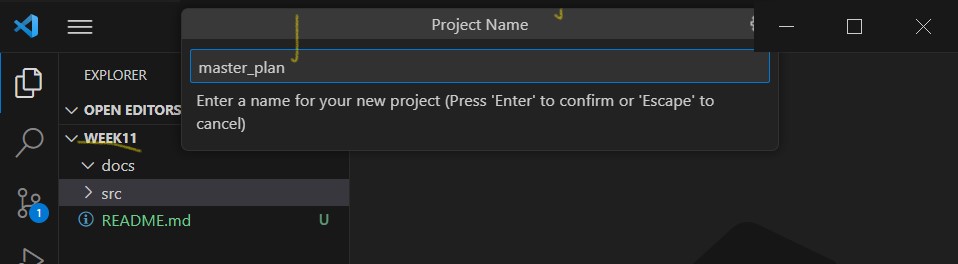 Project Name
master_plan
Enter a name for your new project (Press 'Enter' to confirm or 'Escape' to
cancel)
EXPLORER
OPEN EDITORS
WEEK11
docs
src
README.md U
1